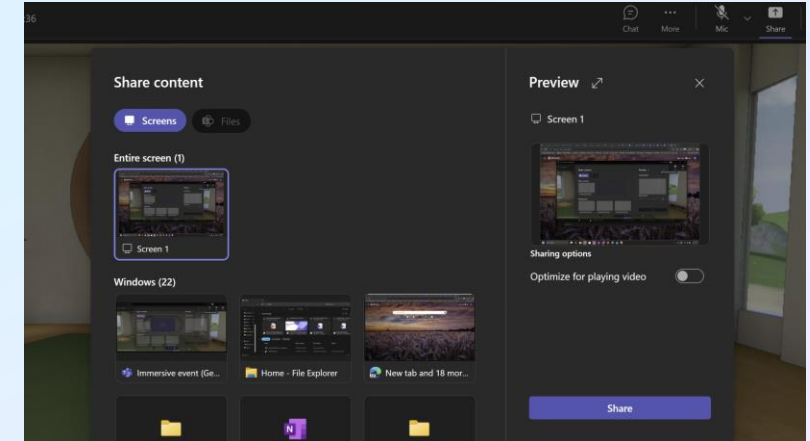 :36
Chat
More
Mic
Share
Share content
Screens
Files
Entire screen (1)
Screen 1
Windows (22)
Immersive event (Ge...
Home - File Explorer
New tab and 18 mor...
N
Preview
Screen 1
Sharing options
Optimize for playing video
Share